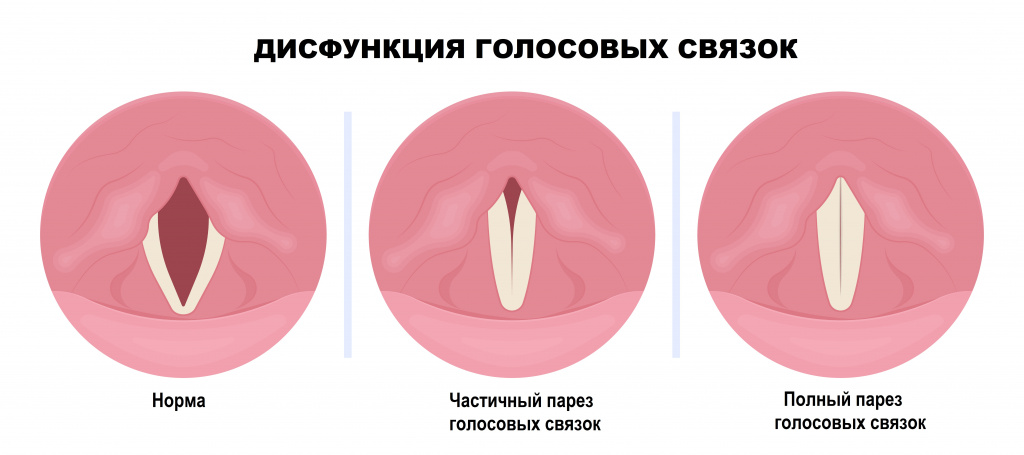 ДИСФУНКЦИЯ ГОЛОСОВЫХ СВЯЗОК
Норма
Частичный парез
голосовых связок
Полный парез
голосовых связок